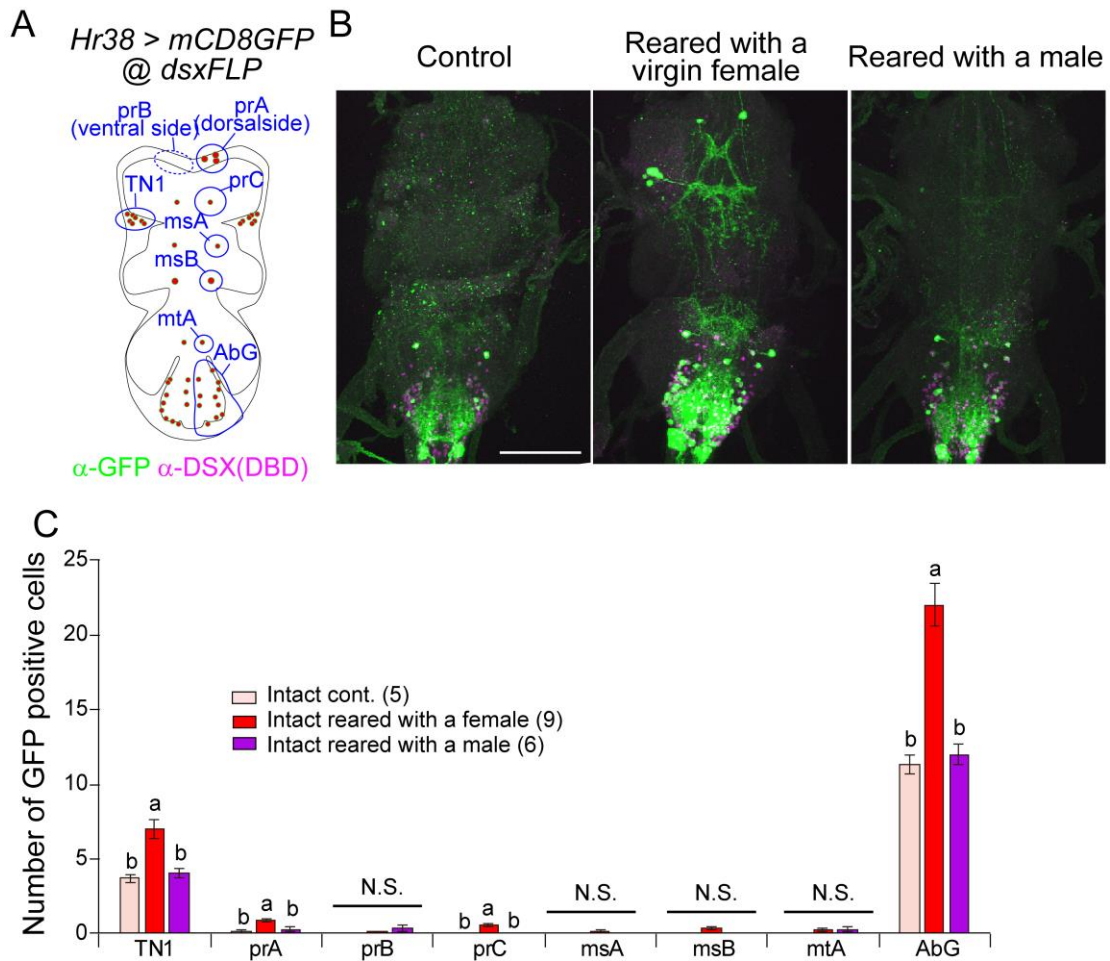 A
Hr38 > mCD8GFP
@ dsxFLP
prB
(ventral side)
prA
(dorsalside)
TN1
prC
msA
msB
mtA
AbG
α-GFP α-DSX(DBD)
B
Control
Reared with a
virgin female
Reared with a male
C
Number of GFP positive cells
25
20
15
10
5
0
Intact cont. (5)
Intact reared with a female (9)
Intact reared with a male (6)
b a b
b a b
N.S.
b a b
N.S.
N.S.
N.S.
b a b
TN1 prA prB prC msA msB mtA AbG